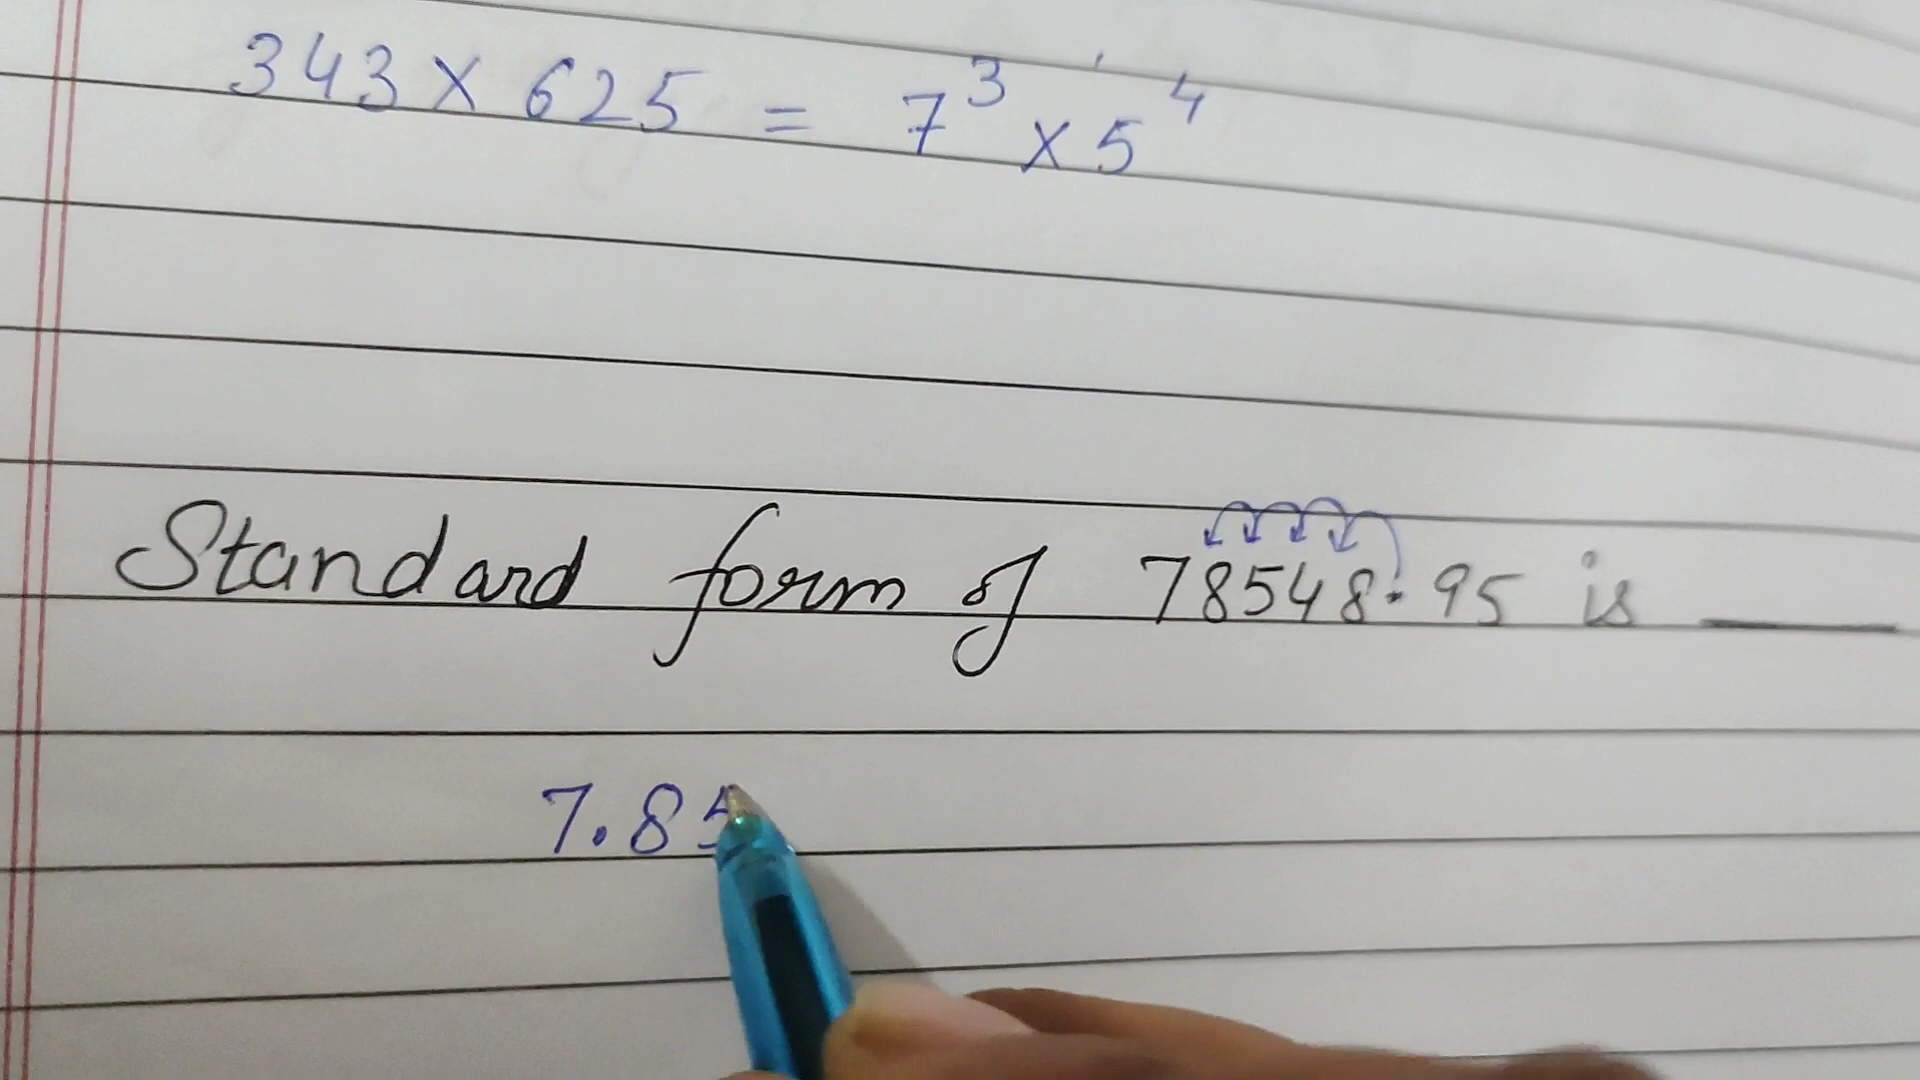 343 × 625 = 7³ × 5⁴
Standard form of 78548.95 is ____
7.85